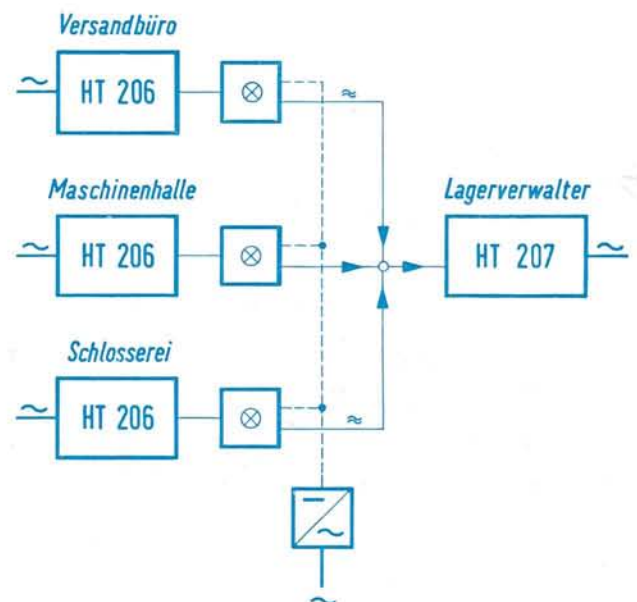 Versandbüro
HT 206
Maschinenhalle
HT 206
Lagerverwalter
HT 207
Schlosserei
HT 206